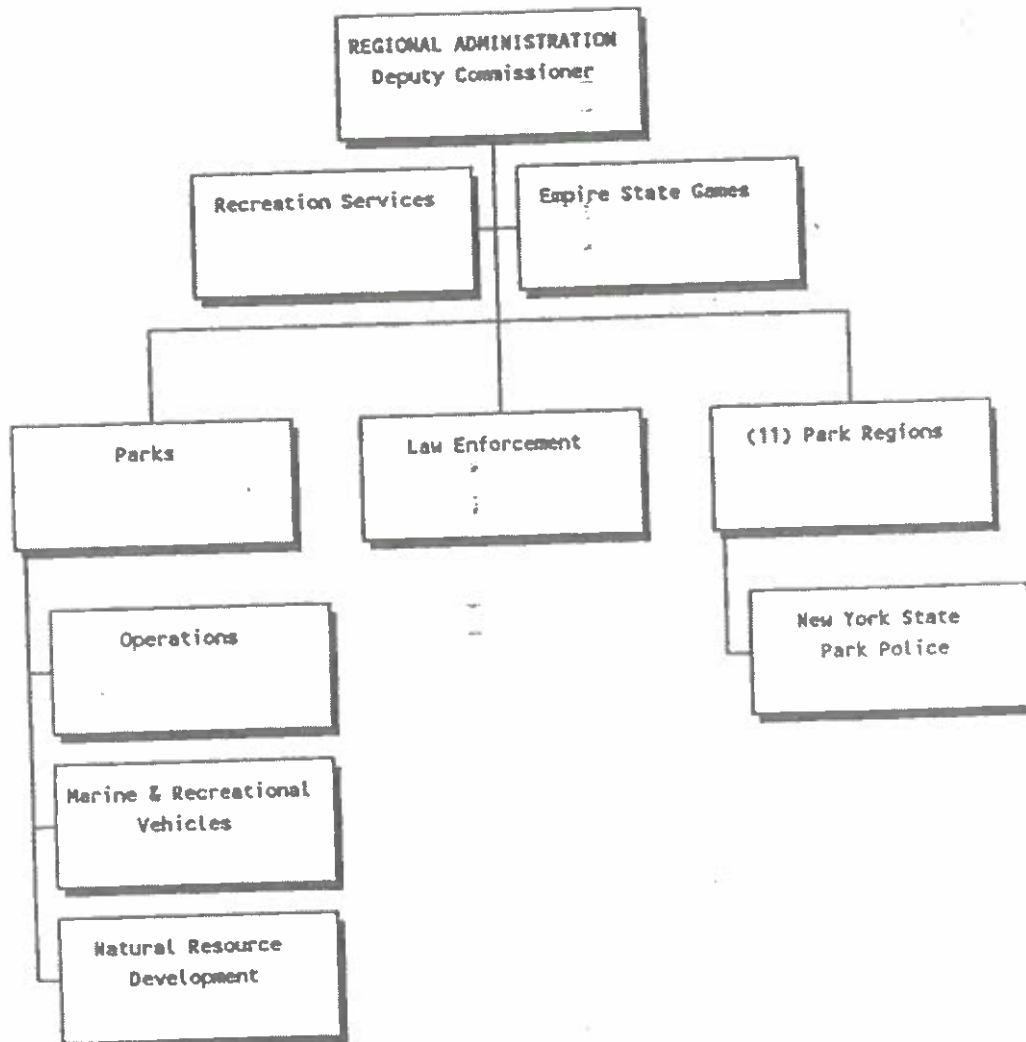 REGIONAL ADMINISTRATION
Deputy Commissioner
Recreation Services
Empire State Games
Parks
Law Enforcement
(11) Park Regions
Operations
New York State
Park Police
Marine & Recreational
Vehicles
Natural Resource
Development